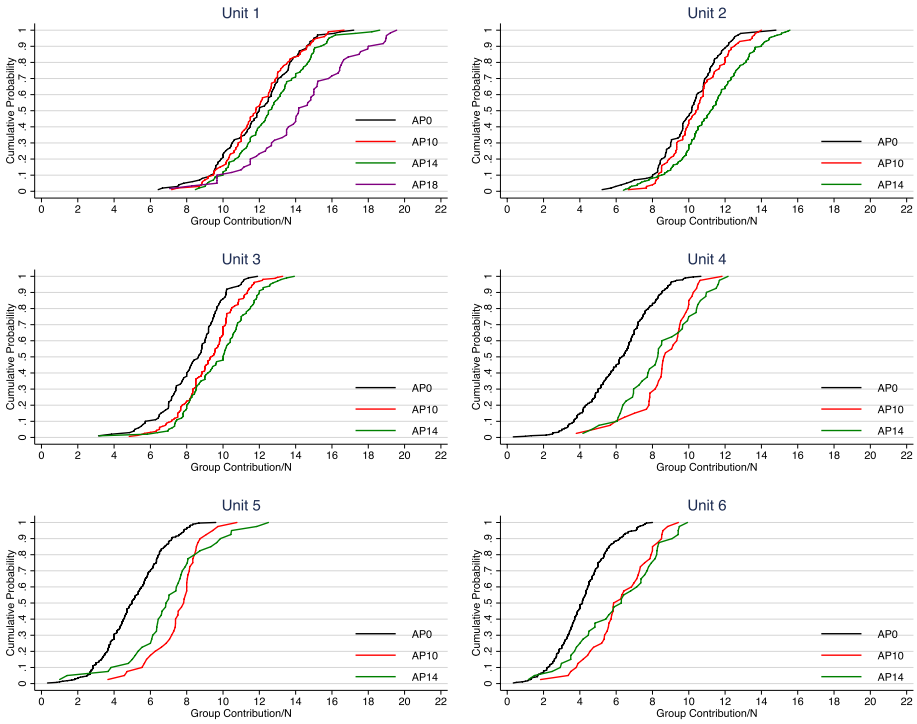 Unit 1
Cumulative Probability
0 .1 .2 .3 .4 .5 .6 .7 .8 .9 1
AP0
AP10
AP14
AP18
0 2 4 6 8 10 12 14 16 18 20 22
Group Contribution/N
Unit 2
Cumulative Probability
0 .1 .2 .3 .4 .5 .6 .7 .8 .9 1
AP0
AP10
AP14
0 2 4 6 8 10 12 14 16 18 20 22
Group Contribution/N
Unit 3
Cumulative Probability
0 .1 .2 .3 .4 .5 .6 .7 .8 .9 1
AP0
AP10
AP14
0 2 4 6 8 10 12 14 16 18 20 22
Group Contribution/N
Unit 4
Cumulative Probability
0 .1 .2 .3 .4 .5 .6 .7 .8 .9 1
AP0
AP10
AP14
0 2 4 6 8 10 12 14 16 18 20 22
Group Contribution/N
Unit 5
Cumulative Probability
0 .1 .2 .3 .4 .5 .6 .7 .8 .9 1
AP0
AP10
AP14
0 2 4 6 8 10 12 14 16 18 20 22
Group Contribution/N
Unit 6
Cumulative Probability
0 .1 .2 .3 .4 .5 .6 .7 .8 .9 1
AP0
AP10
AP14
0 2 4 6 8 10 12 14 16 18 20 22
Group Contribution/N